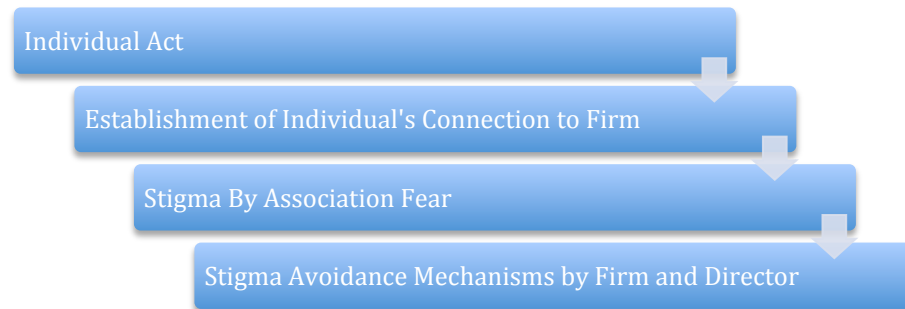 Individual Act
Establishment of Individual's Connection to Firm
Stigma By Association Fear
Stigma Avoidance Mechanisms by Firm and Director